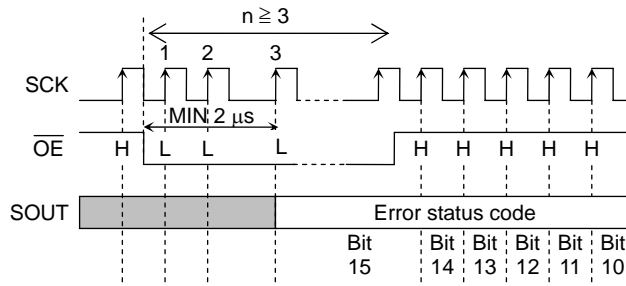 n ≧ 3
1 2 3
SCK
MIN 2 μs
OE H L L L H H H H H
SOUT Error status code
Bit 15 Bit 14 Bit 13 Bit 12 Bit 11 Bit 10